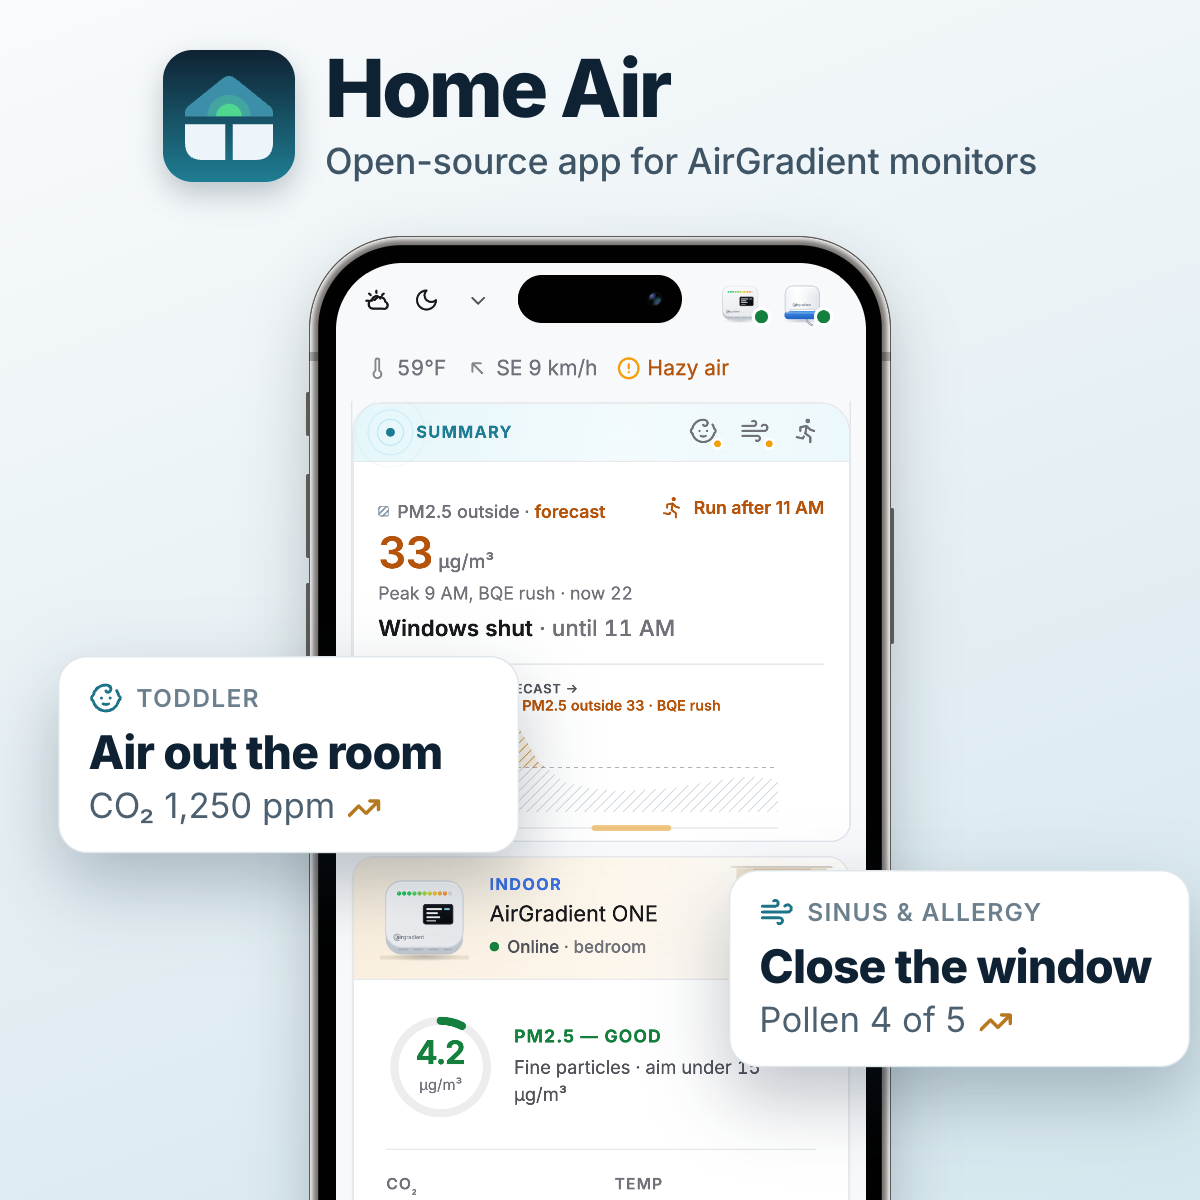 Home Air
Open-source app for AirGradient monitors
59°F SE 9 km/h Hazy air
SUMMARY
PM2.5 outside · forecast
Run after 11 AM
33 µg/m³
Peak 9 AM, BQE rush · now 22
Windows shut · until 11 AM
ECAST →
PM2.5 outside 33 · BQE rush
TODDLER
Air out the room
CO₂ 1,250 ppm
INDOOR
AirGradient ONE
Online · bedroom
airgradient
SINUS & ALLERGY
Close the window
Pollen 4 of 5
4.2
µg/m³
PM2.5 — GOOD
Fine particles · aim under 15
µg/m³
CO₂ TEMP